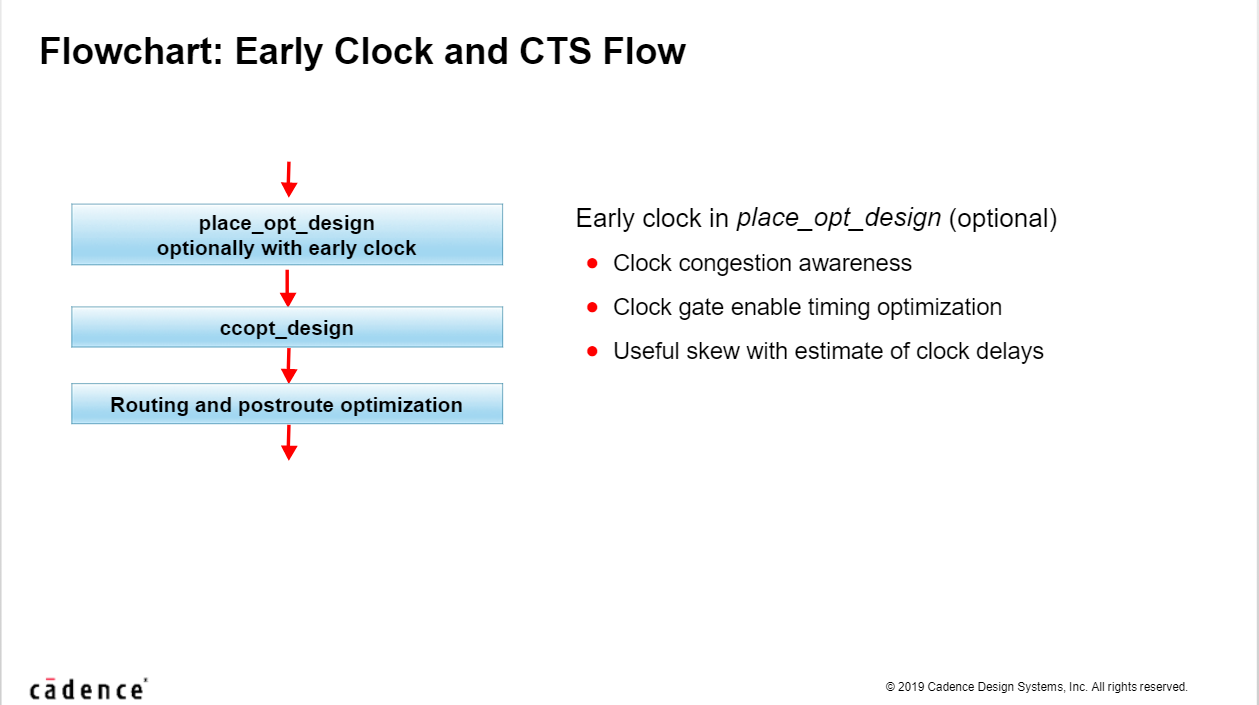 Flowchart: Early Clock and CTS Flow
place_opt_design
optionally with early clock
ccopt_design
Routing and postroute optimization
Early clock in place_opt_design (optional)
Clock congestion awareness
Clock gate enable timing optimization
Useful skew with estimate of clock delays
cādence
© 2019 Cadence Design Systems, Inc. All rights reserved.